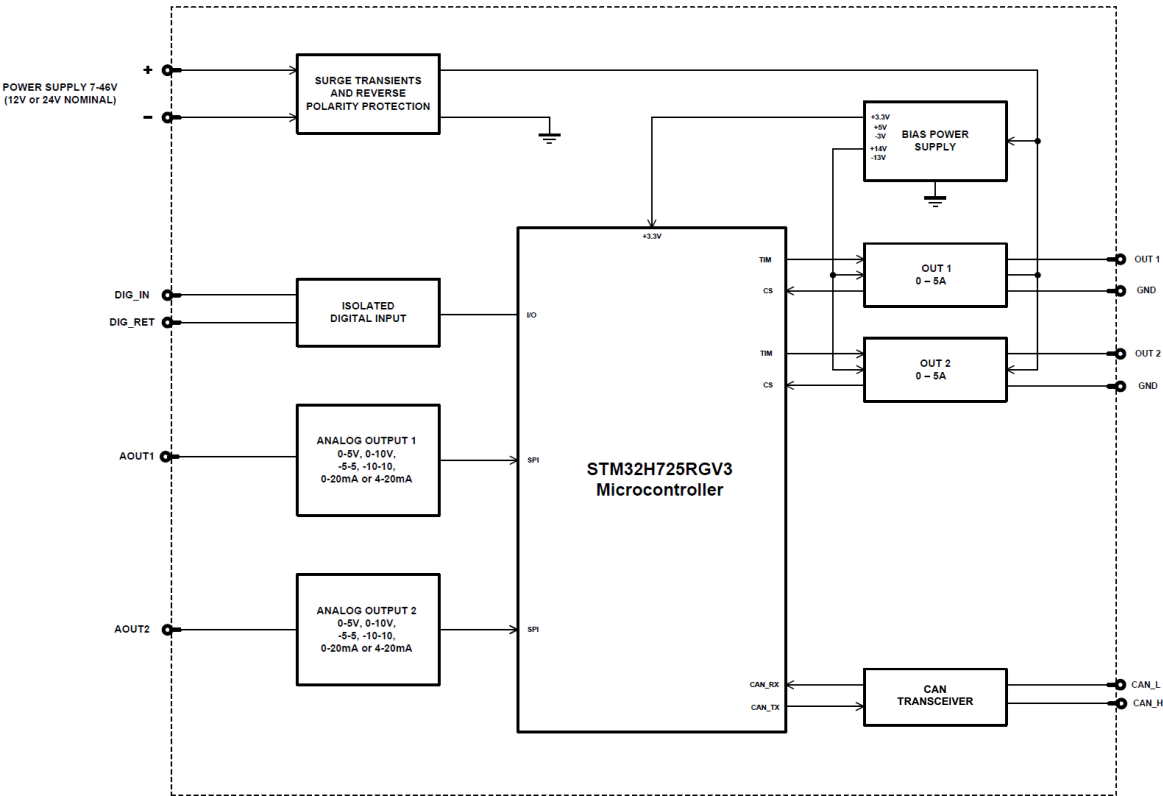 POWER SUPPLY 7-46V
(12V or 24V NOMINAL)
+
-
SURGE TRANSIENTS
AND REVERSE
POLARITY PROTECTION
+3.3V
+5V
-3V
+14V
-13V
BIAS POWER
SUPPLY
+3.3V
DIG_IN
DIG_RET
ISOLATED
DIGITAL INPUT
I/O
TIM
CS
OUT 1
0 – 5A
OUT 1
GND
TIM
CS
OUT 2
0 – 5A
OUT 2
GND
AOUT1
ANALOG OUTPUT 1
0-5V, 0-10V,
-5-5, -10-10,
0-20mA or 4-20mA
SPI
STM32H725RGV3
Microcontroller
AOUT2
ANALOG OUTPUT 2
0-5V, 0-10V,
-5-5, -10-10,
0-20mA or 4-20mA
SPI
CAN_RX
CAN_TX
CAN
TRANSCEIVER
CAN_L
CAN_H